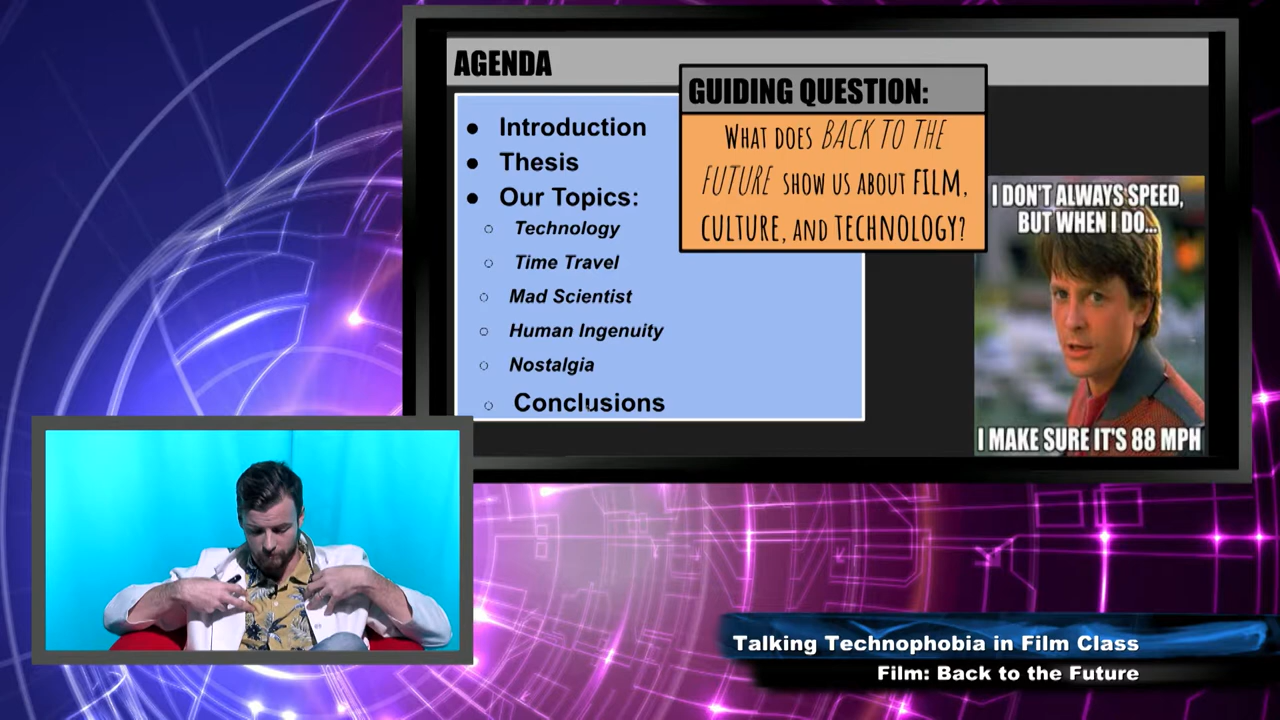 AGENDA
● Introduction
● Thesis
● Our Topics:
○ Technology
○ Time Travel
○ Mad Scientist
○ Human Ingenuity
○ Nostalgia
○ Conclusions
GUIDING QUESTION:
WHAT DOES BACK TO THE
FUTURE SHOW US ABOUT FILM,
CULTURE, AND TECHNOLOGY?
I DON'T ALWAYS SPEED,
BUT WHEN I DO...
I MAKE SURE IT'S 88 MPH
Talking Technophobia in Film Class
Film: Back to the Future